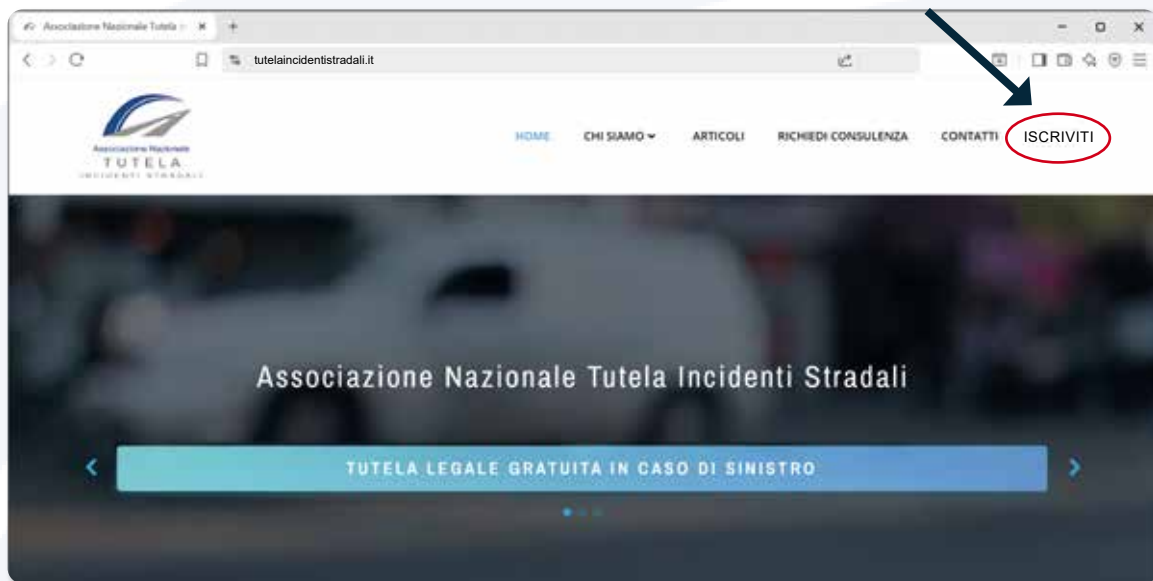 Associazione Nazionale Tutela
tutelaincidentistradali.it
Associazione Nazionale
TUTELA
INCIDENTI STRADALI
HOME
CHI SIAMO
ARTICOLI
RICHIEDI CONSULENZA
CONTATTI
ISCRIVITI
Associazione Nazionale Tutela Incidenti Stradali
TUTELA LEGALE GRATUITA IN CASO DI SINISTRO